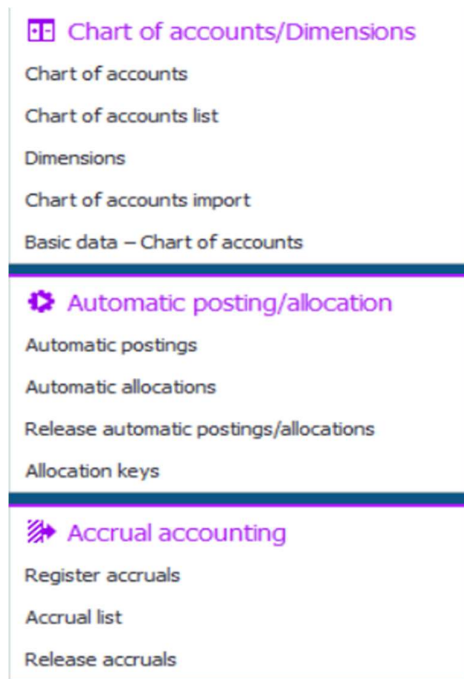 Chart of accounts/Dimensions
Chart of accounts
Chart of accounts list
Dimensions
Chart of accounts import
Basic data – Chart of accounts
Automatic posting/allocation
Automatic postings
Automatic allocations
Release automatic postings/allocations
Allocation keys
Accrual accounting
Register accruals
Accrual list
Release accruals